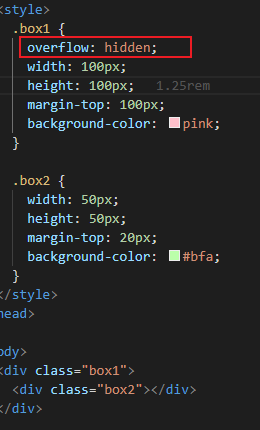 <style>
.box1 {
overflow: hidden;
width: 100px;
height: 100px; 1.25rem
margin-top: 100px;
background-color: pink;
}
.box2 {
width: 50px;
height: 50px;
margin-top: 20px;
background-color: #bfa;
}
</style>
head>
body>
<div class="box1">
<div class="box2"></div>
</div>